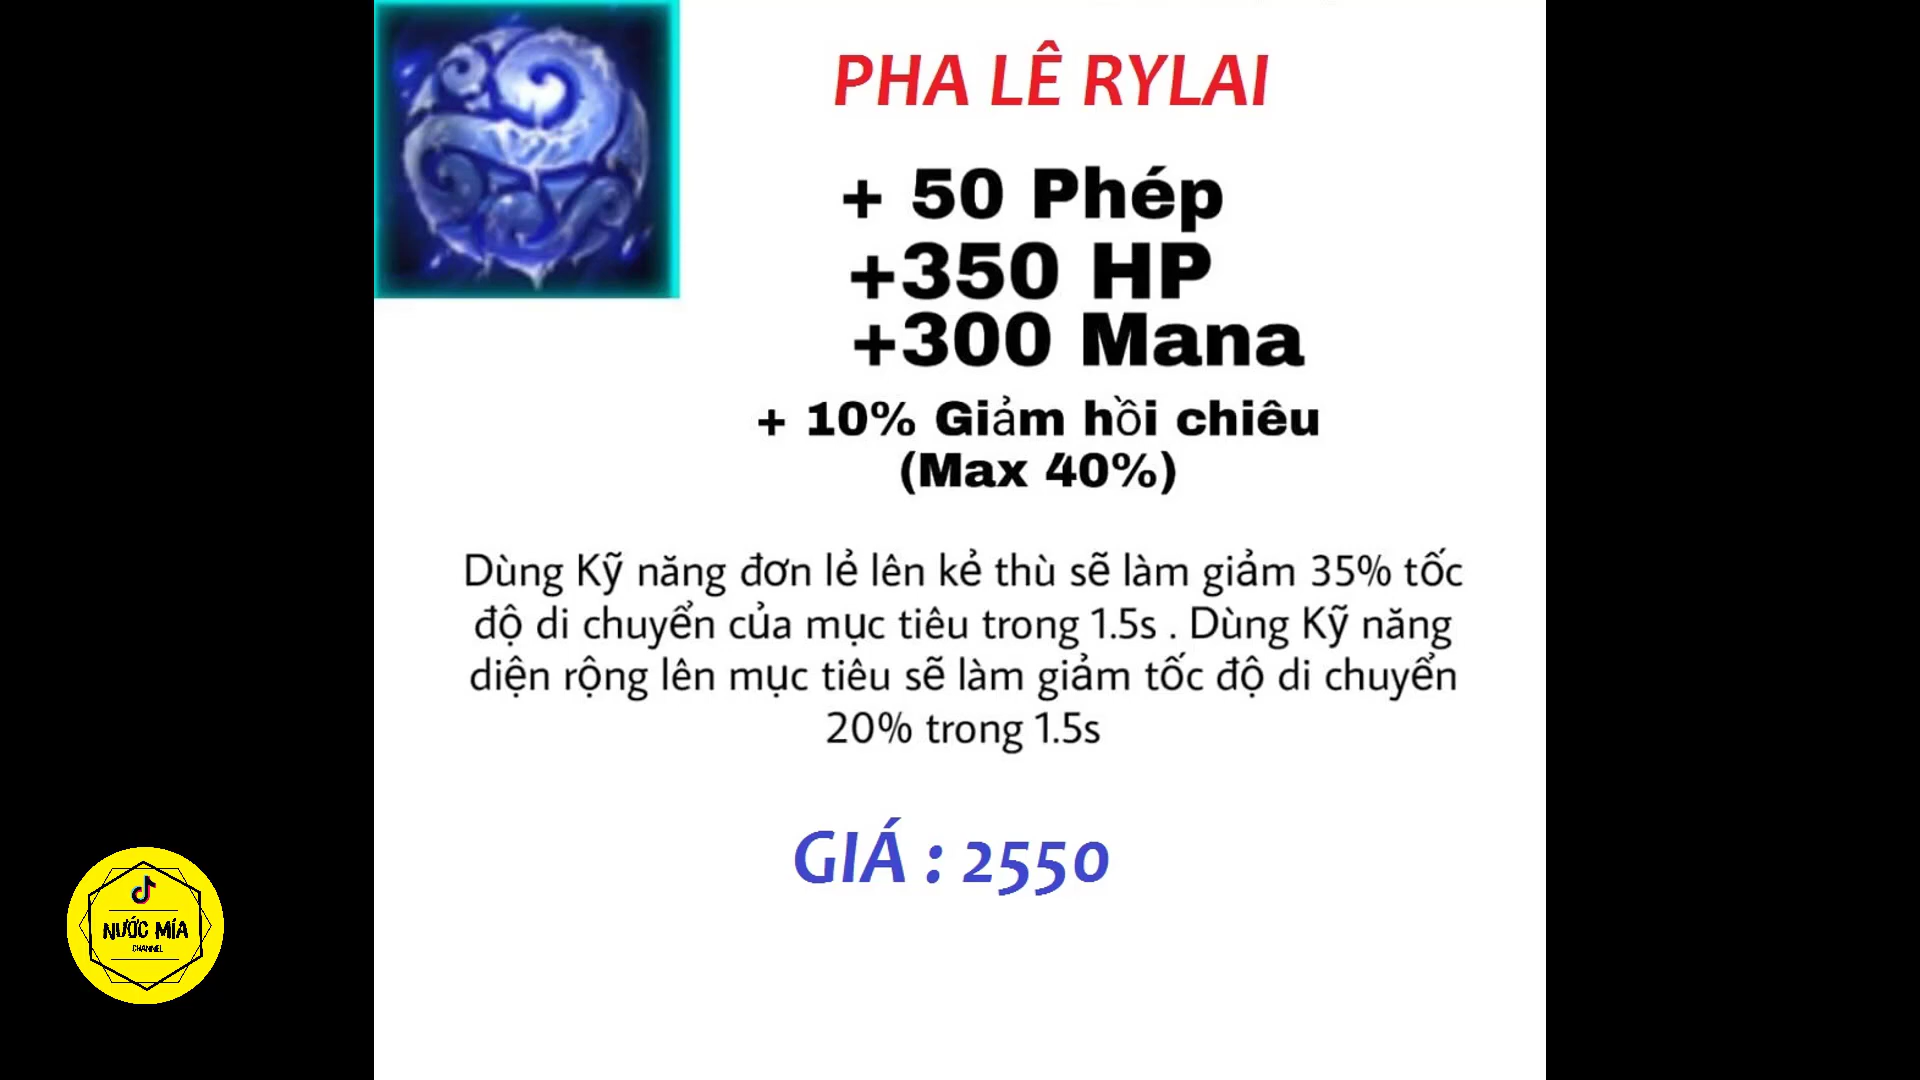 PHA LÊ RYLAI
+ 50 Phép
+350 HP
+300 Mana
+ 10% Giảm hồi chiêu
(Max 40%)
Dùng Kỹ năng đơn lẻ lên kẻ thù sẽ làm giảm 35% tốc
độ di chuyển của mục tiêu trong 1.5s . Dùng Kỹ năng
diện rộng lên mục tiêu sẽ làm giảm tốc độ di chuyển
20% trong 1.5s
GIÁ : 2550
NƯỚC MÍA
CHANNEL